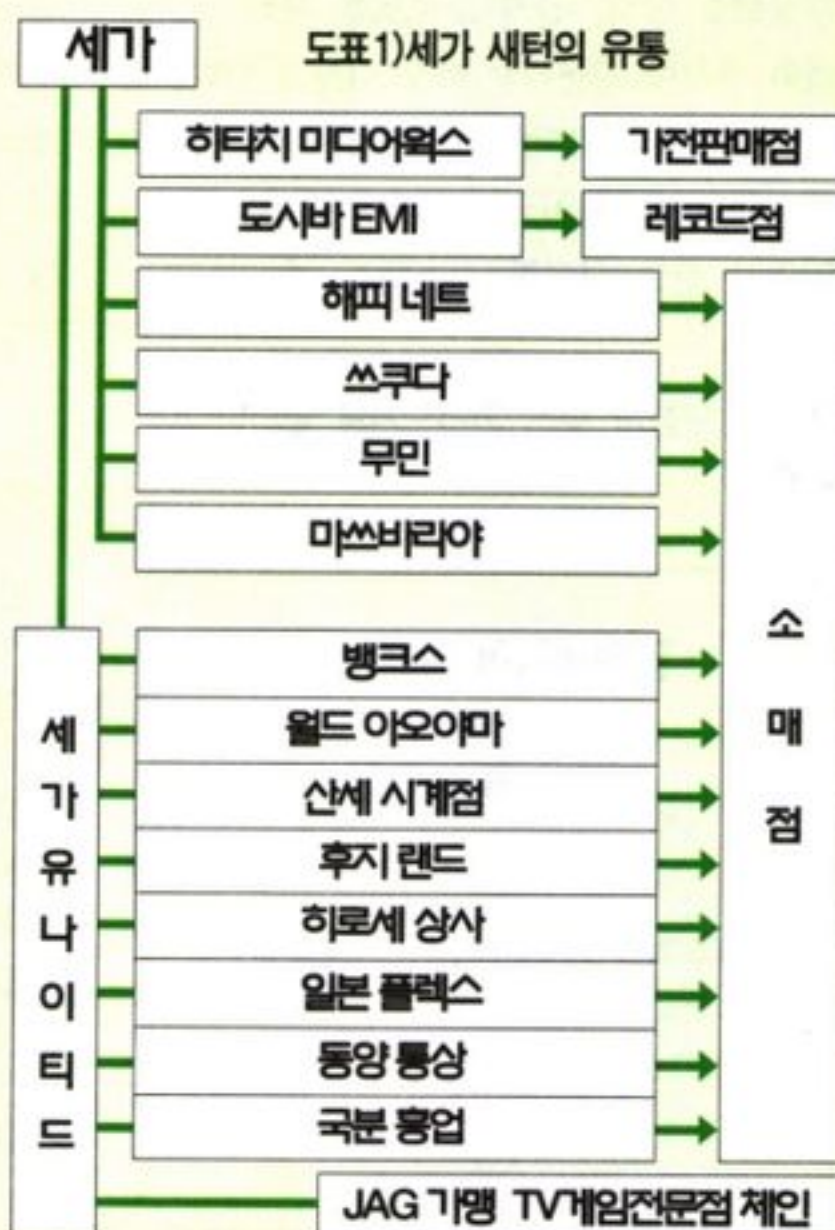 세가
도표1)세가 새턴의 유통
히타치 미디어웍스
가전판매점
도시바 EMI
레코드점
해피 네트
쓰쿠다
무민
마쓰바라야
소매점
세가유나이티드
뱅크스
월드 아오야마
산세 시계점
후지 랜드
히로세 상사
일본 플렉스
동양 통상
국분 흥업
JAG 가맹 TV게임전문점 체인